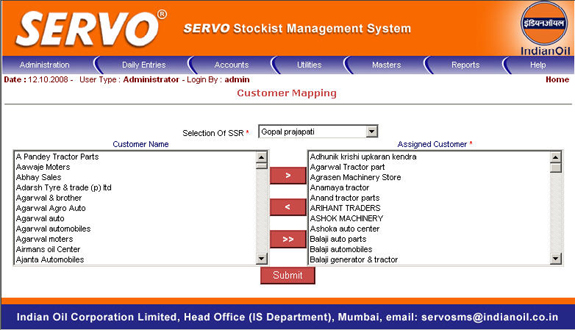 SERVO®
SERVO Stockist Management System
इंडियनऑयल
IndianOil
Administration Daily Entries Accounts Utilities Masters Reports Help
Date : 12.10.2008 - User Type : Administrator - Login By : admin Home
Customer Mapping
Selection Of SSR * Gopal prajapati
Customer Name
A Pandey Tractor Parts
Aawaje Moters
Abhay Sales
Adarsh Tyre & trade (p) ltd
Agarwal & brother
Agarwal Agro Auto
Agarwal auto
Agarwal automobiles
Agarwal moters
Airmans oil Center
Ajanta Automobiles
>
<
>>
Assigned Customer *
Adhunik krishi upkaran kendra
Agarwal Tractor part
Agrasen Machinery Store
Anamaya tractor
Anand tractor parts
ARIHANT TRADERS
ASHOK MACHINERY
Ashoka auto center
Balaji auto parts
Balaji automobiles
Balaji generator & tractor
Submit
Indian Oil Corporation Limited, Head Office (IS Department), Mumbai, email: servosms@indianoil.co.in